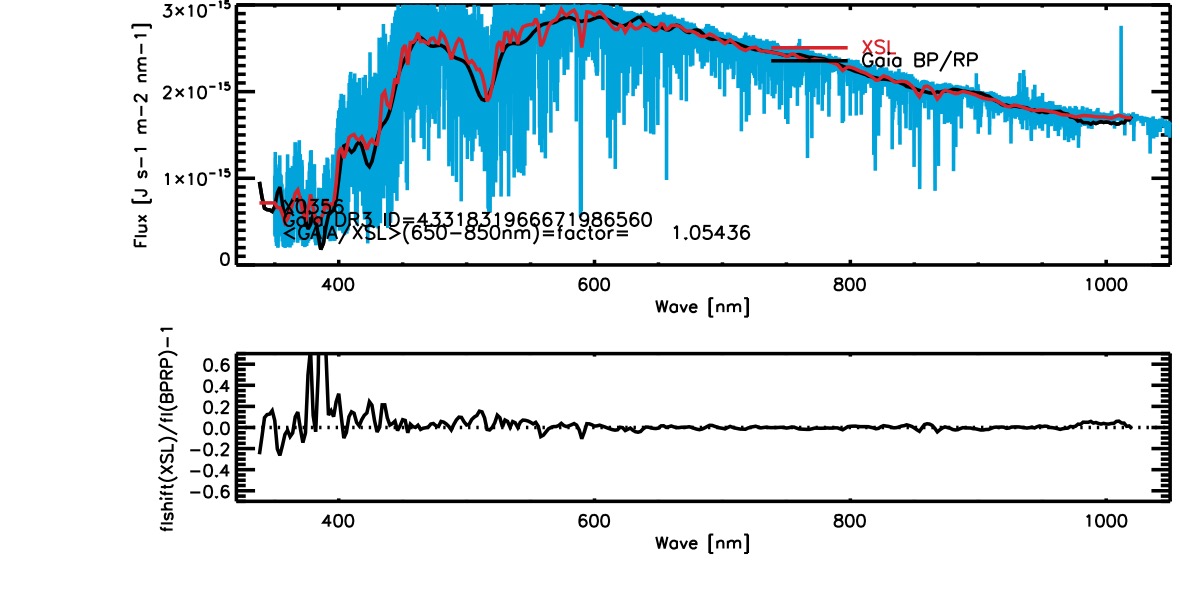 3×10⁻¹⁵
2×10⁻¹⁵
1×10⁻¹⁵
0
Flux [J s−1 m−2 nm−1]
XSL
Gaia BP/RP
X0356
Gaia DR3 ID=4331831966671986560
<GAIA/XSL>(650−850nm)=factor= 1.05436
400 600 800 1000
Wave [nm]
0.6
0.4
0.2
0.0
−0.2
−0.4
−0.6
flshift(XSL)/fl(BPRP)−1
400 600 800 1000
Wave [nm]